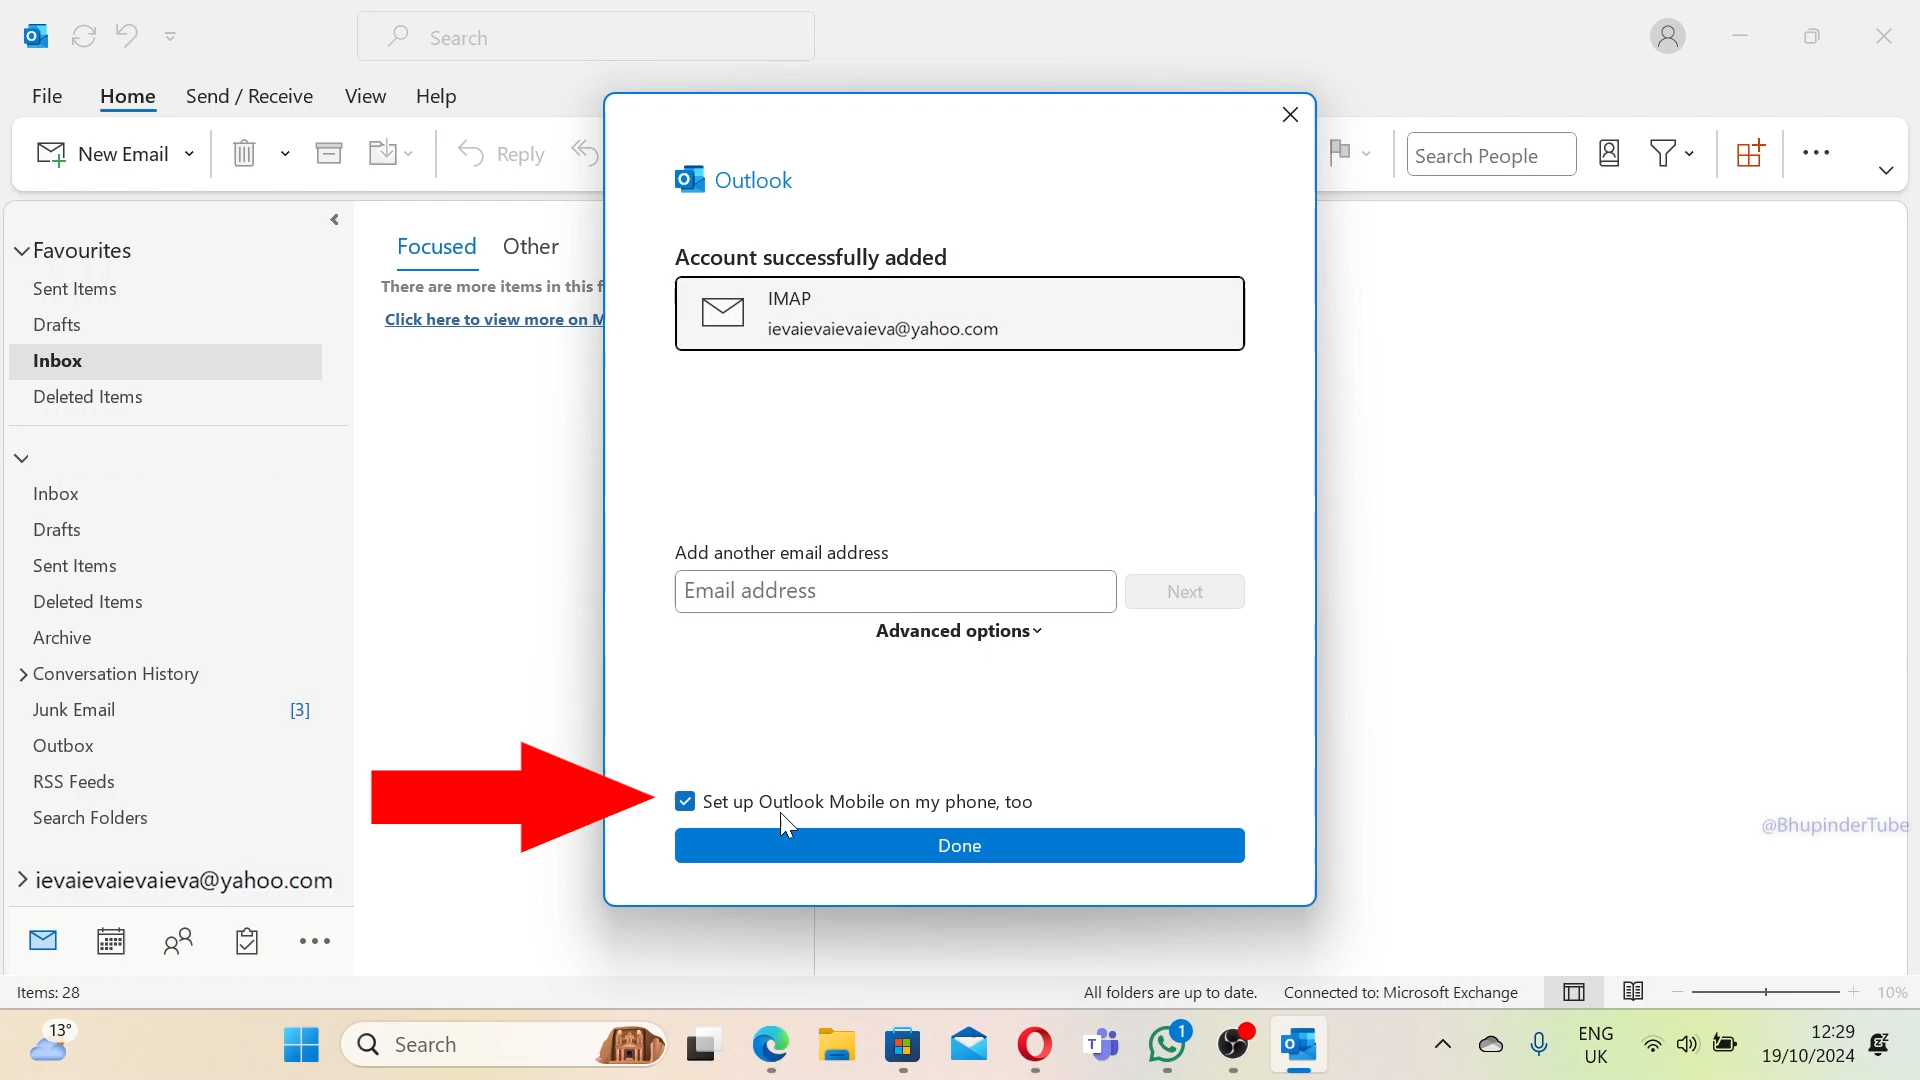 Search
File Home Send / Receive View Help
New Email
Reply
Search People
Favourites
Sent Items
Drafts
Inbox
Deleted Items
Inbox
Drafts
Sent Items
Deleted Items
Archive
Conversation History
Junk Email [3]
Outbox
RSS Feeds
Search Folders
ievaievaievaieva@yahoo.com
Focused Other
There are more items in this f
Click here to view more on M
Outlook
Account successfully added
IMAP
ievaievaievaieva@yahoo.com
Add another email address
Email address
Next
Advanced options
Set up Outlook Mobile on my phone, too
Done
@BhupinderTube
Items: 28
All folders are up to date.
Connected to: Microsoft Exchange
10%
13°
Search
1
ENG
UK
12:29
19/10/2024